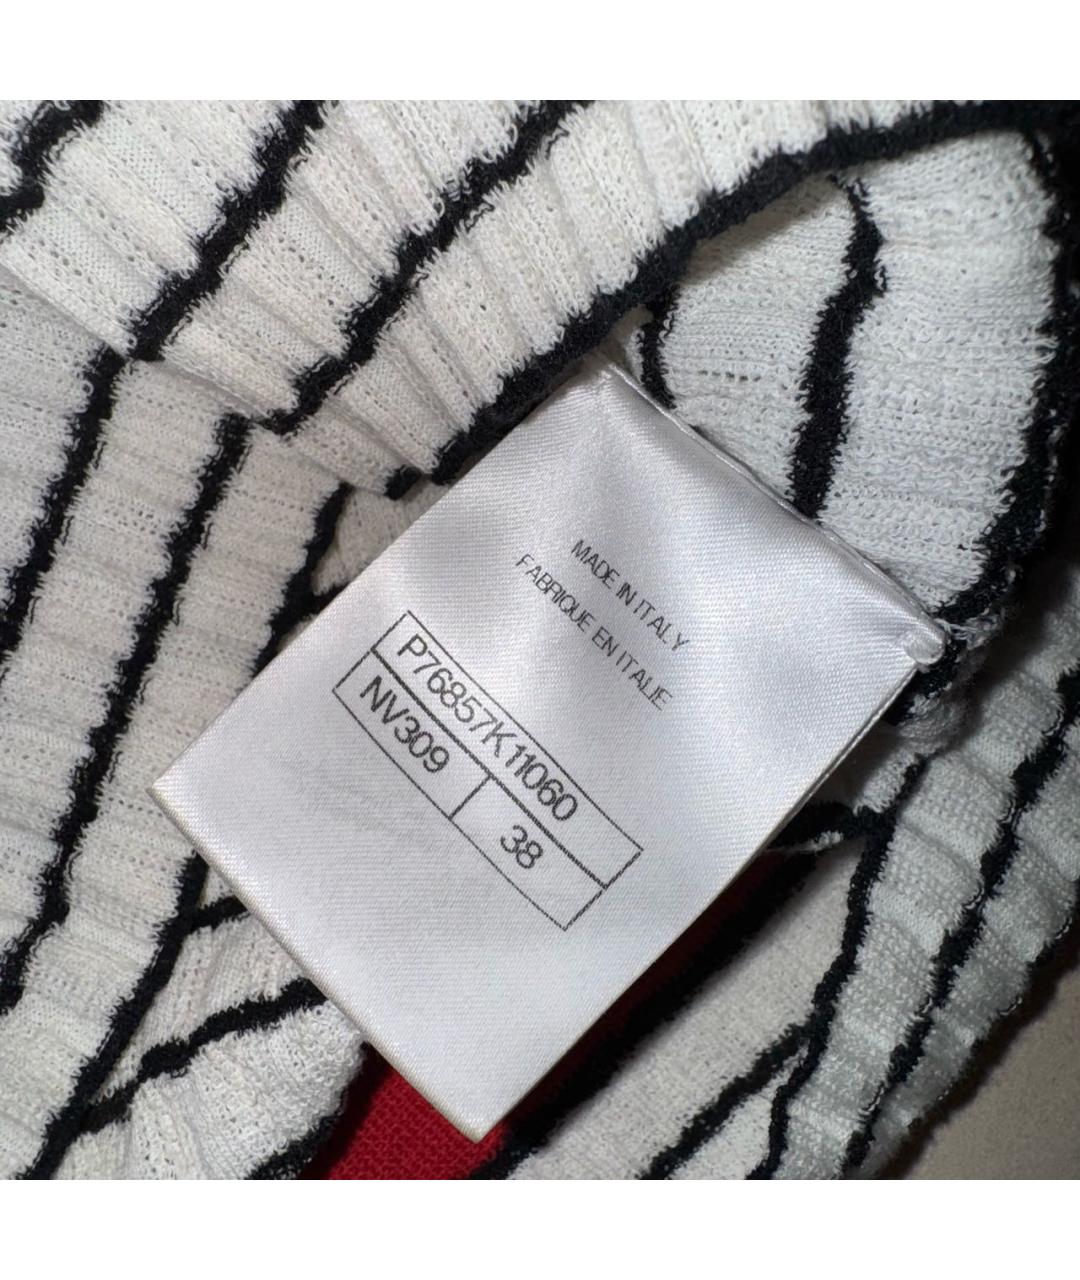 MADE IN ITALY
FABRIQUE EN ITALIE
P76857K11060
NV309 38